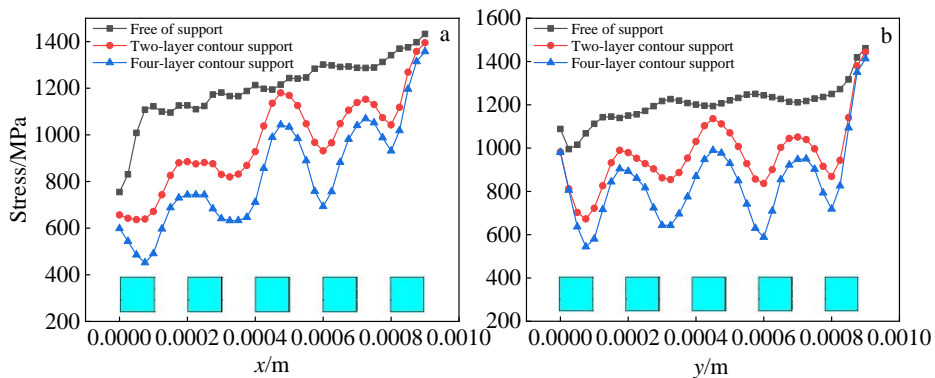 a
Free of support
Two-layer contour support
Four-layer contour support
1400
1200
1000
800
600
400
200
Stress/MPa
0.0000 0.0002 0.0004 0.0006 0.0008 0.0010
x/m
b
Free of support
Two-layer contour support
Four-layer contour support
1600
1400
1200
1000
800
600
400
200
0.0000 0.0002 0.0004 0.0006 0.0008 0.0010
y/m